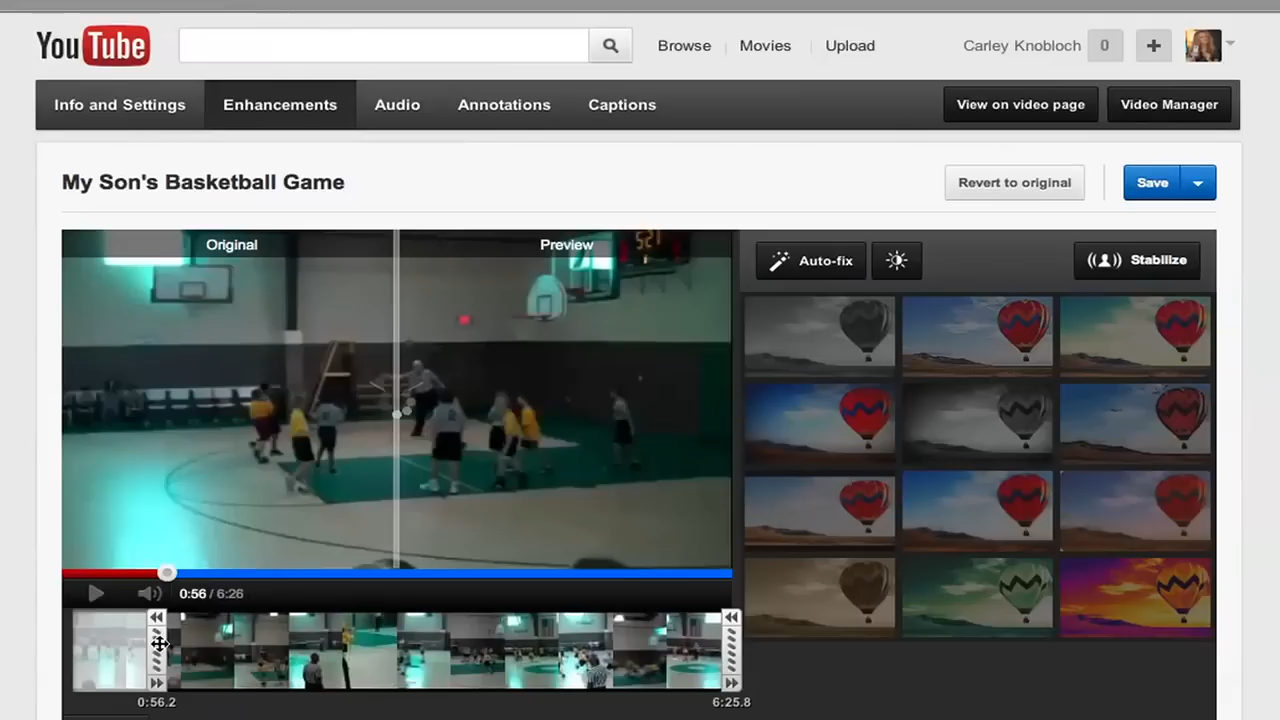 YouTube
Browse Movies Upload Carley Knobloch 0 +
Info and Settings Enhancements Audio Annotations Captions View on video page Video Manager
My Son's Basketball Game Revert to original Save
Original Preview
521
Auto-fix Stabilize
0:56 / 6:26
0:56.2 6:25.8